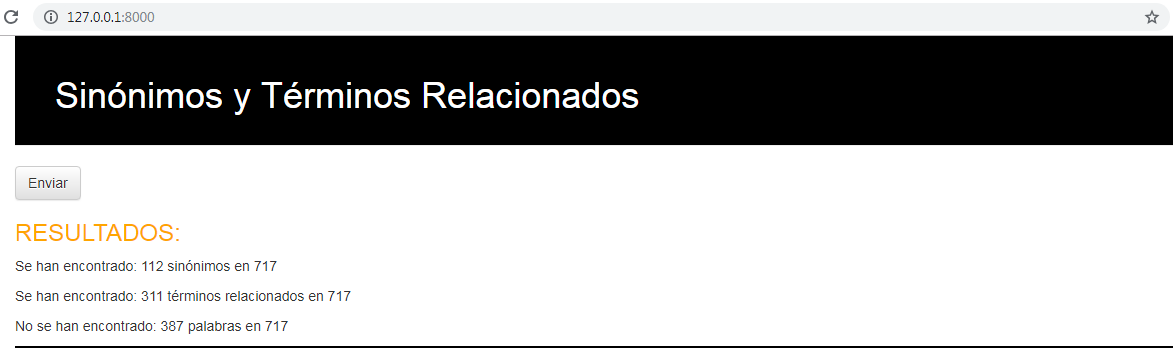 127.0.0.1:8000
Sinónimos y Términos Relacionados
Enviar
RESULTADOS:
Se han encontrado: 112 sinónimos en 717
Se han encontrado: 311 términos relacionados en 717
No se han encontrado: 387 palabras en 717